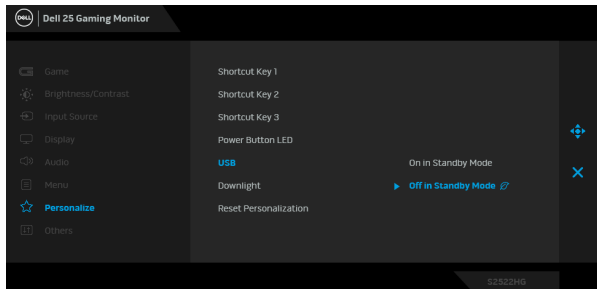 DELL
Dell 25 Gaming Monitor
Game
Brightness/Contrast
Input Source
Display
Audio
Menu
Personalize
Others
Shortcut Key 1
Shortcut Key 2
Shortcut Key 3
Power Button LED
USB
On in Standby Mode
Downlight
Off in Standby Mode
Reset Personalization
S2522HG